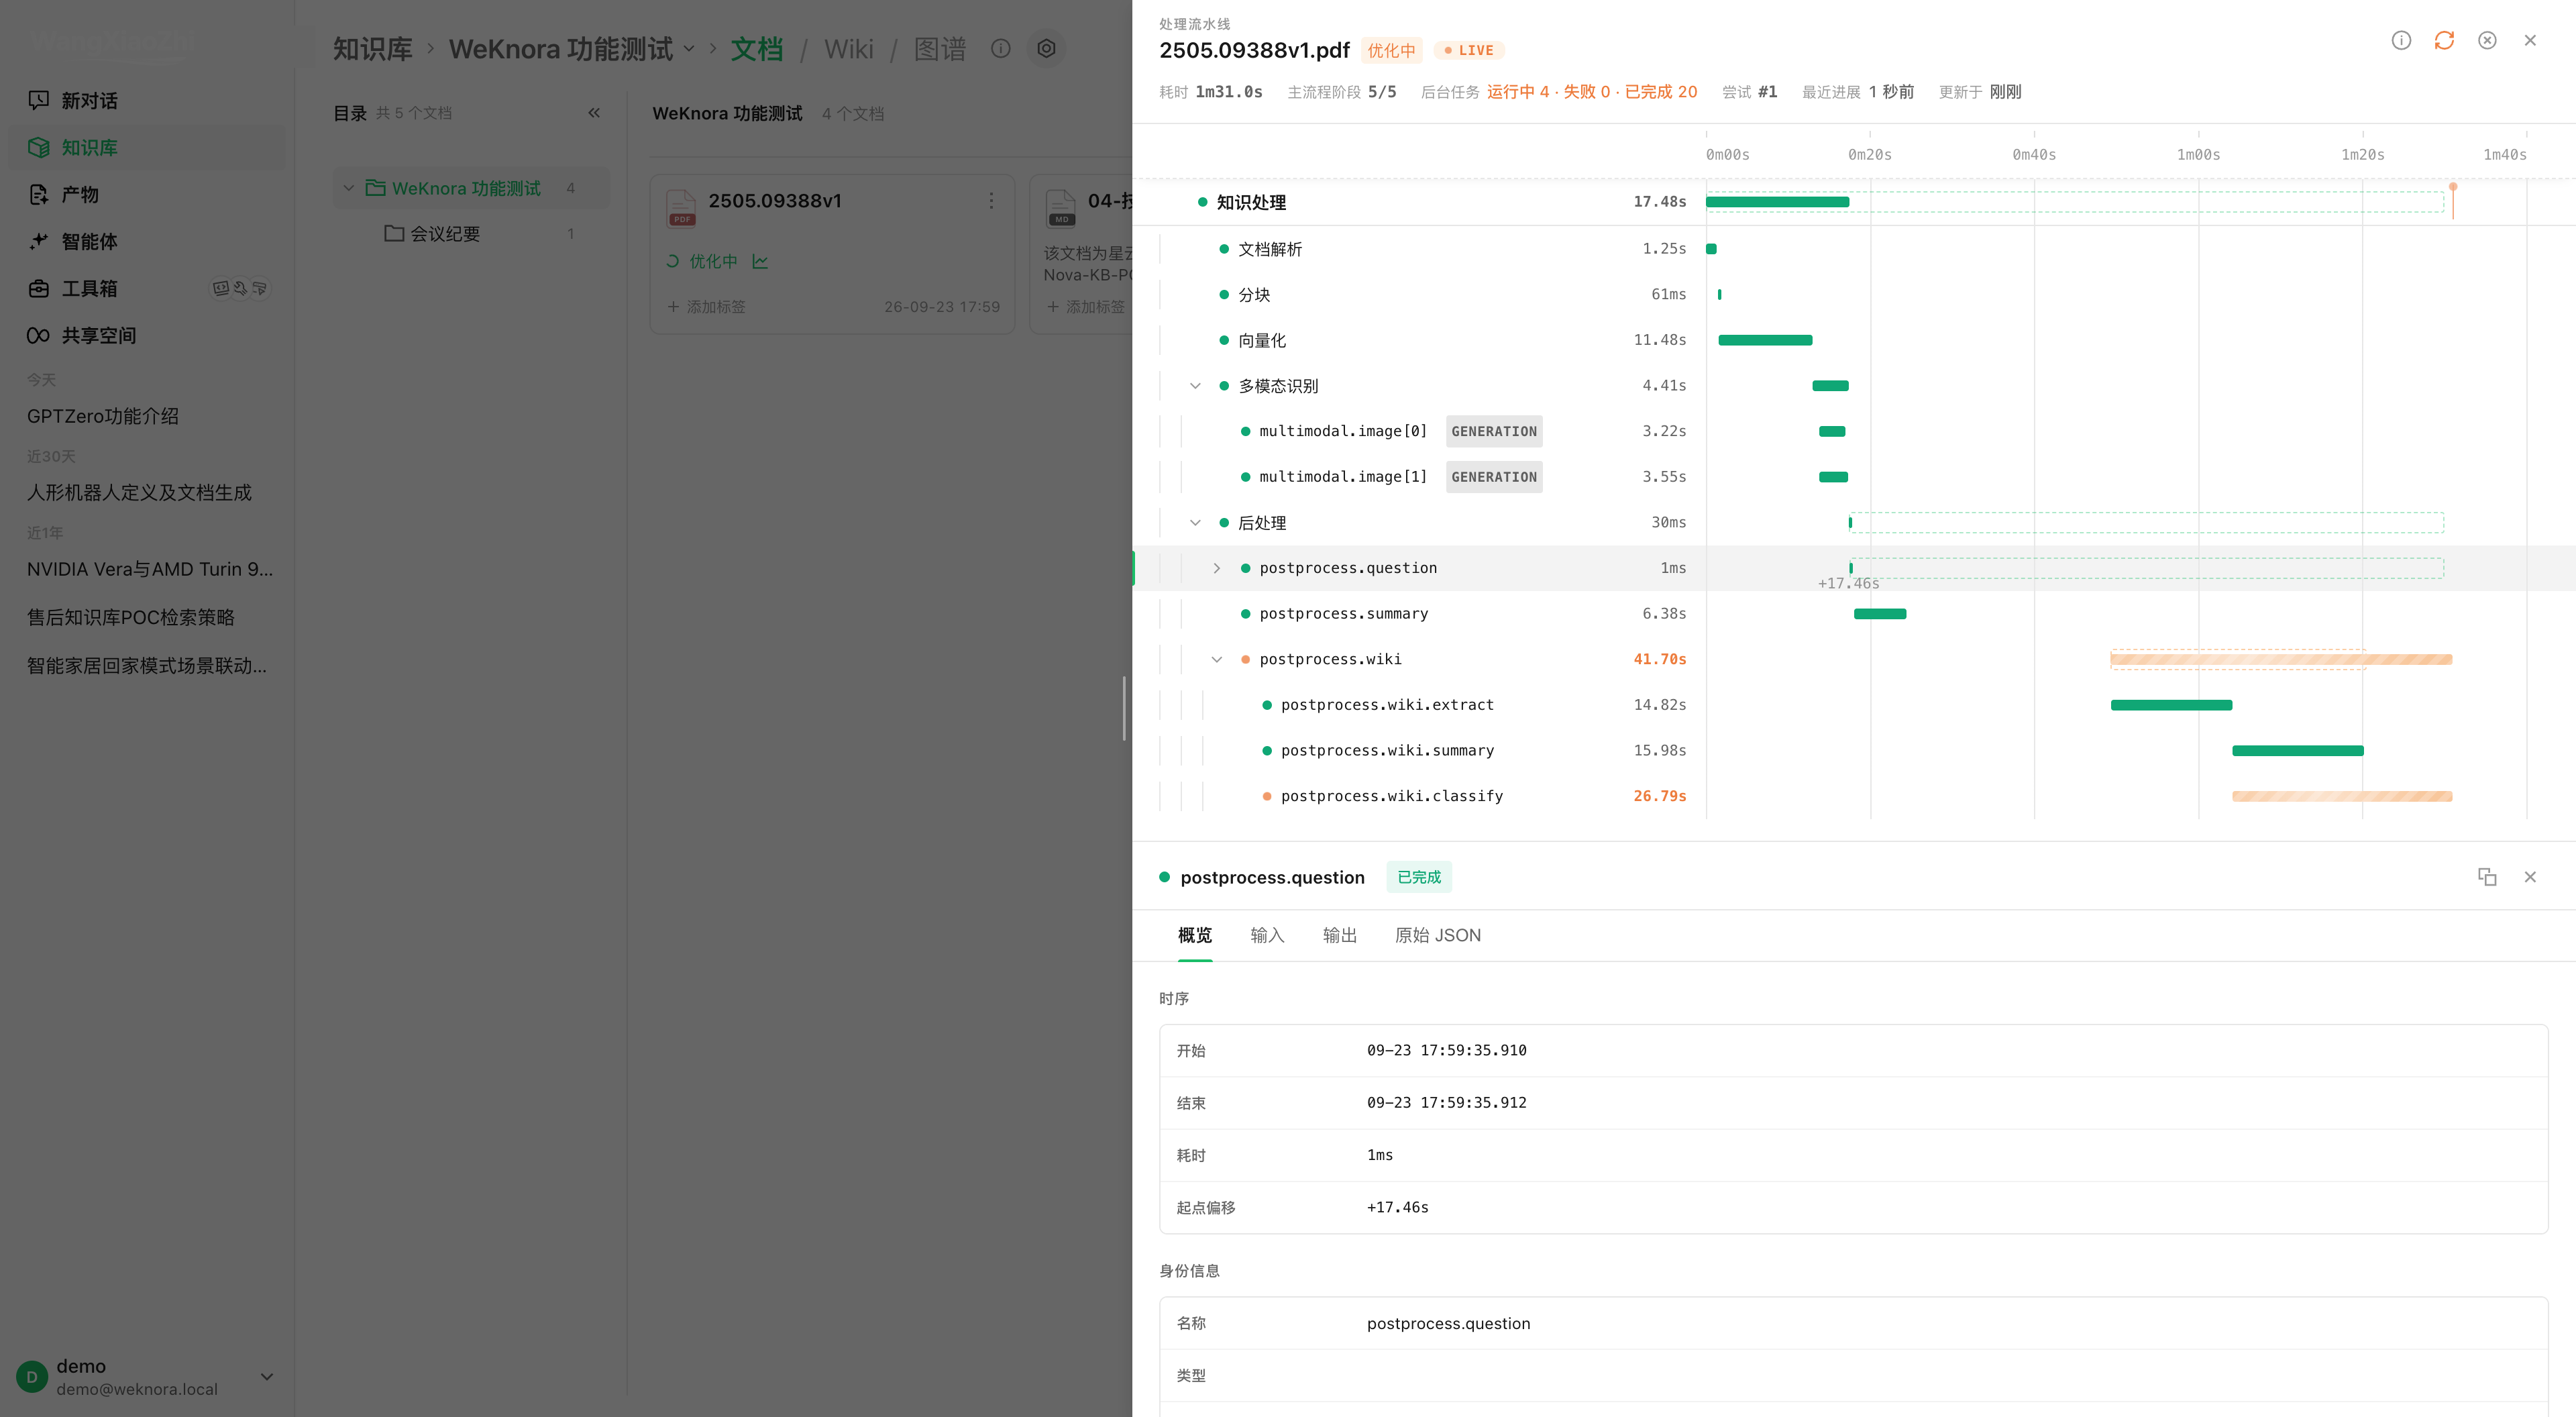 新对话
知识库
产物
智能体
工具箱
共享空间
今天
GPTZero功能介绍
近30天
人形机器人定义及文档生成
近1年
NVIDIA Vera与AMD Turin 9...
售后知识库POC检索策略
智能家居回家模式场景联动...
D
demo
demo@weknora.local
知识库 › WeKnora 功能测试 › 文档 / Wiki / 图谱
目录 共 5 个文档
WeKnora 功能测试 4
会议纪要 1
WeKnora 功能测试 4 个文档
PDF
2505.09388v1
优化中
+ 添加标签 26-09-23 17:59
MD
该文档为星云
Nova-KB-PO
+ 添加标签
处理流水线
2505.09388v1.pdf 优化中 LIVE
耗时 1m31.0s 主流程阶段 5/5 后台任务 运行中 4 · 失败 0 · 已完成 20 尝试 #1 最近进展 1 秒前 更新于 刚刚
0m00s 0m20s 0m40s 1m00s 1m20s 1m40s
知识处理 17.48s
文档解析 1.25s
分块 61ms
向量化 11.48s
多模态识别 4.41s
multimodal.image[0] GENERATION 3.22s
multimodal.image[1] GENERATION 3.55s
后处理 30ms
postprocess.question 1ms
+17.46s
postprocess.summary 6.38s
postprocess.wiki 41.70s
postprocess.wiki.extract 14.82s
postprocess.wiki.summary 15.98s
postprocess.wiki.classify 26.79s
postprocess.question 已完成
概览 输入 输出 原始 JSON
时序
开始 09-23 17:59:35.910
结束 09-23 17:59:35.912
耗时 1ms
起点偏移 +17.46s
身份信息
名称 postprocess.question
类型